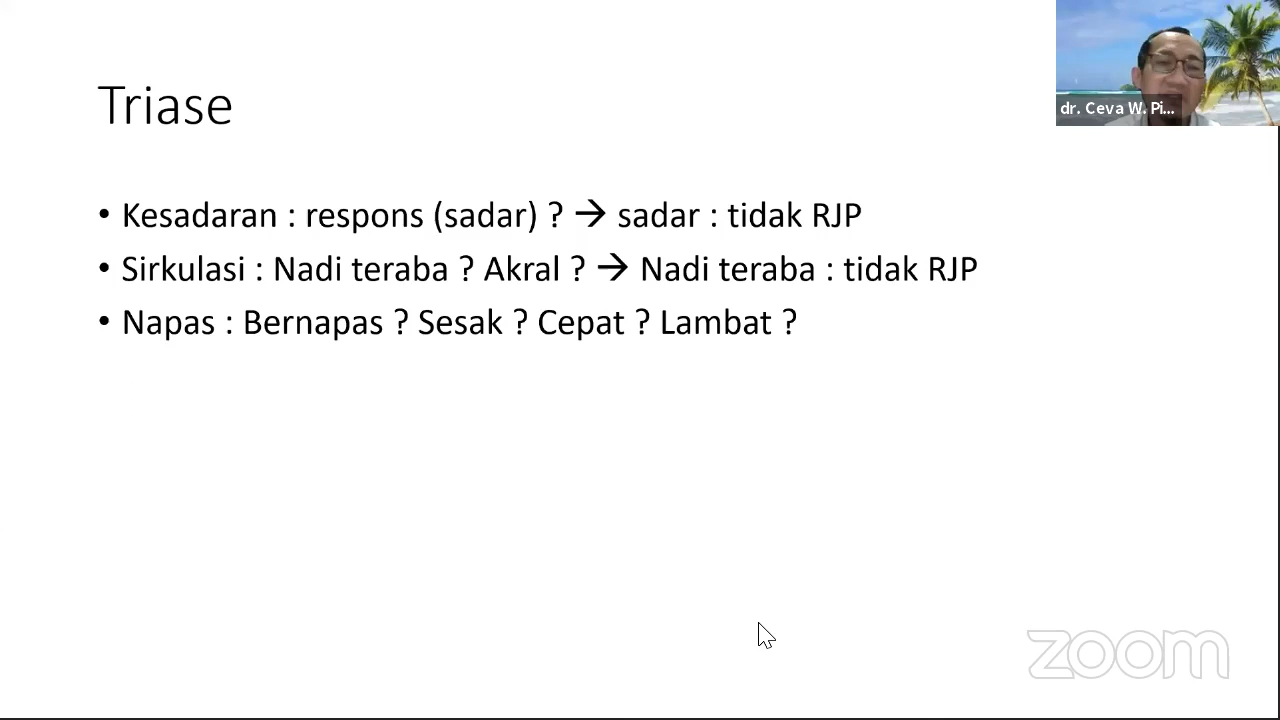 Triase
dr. Ceva W. Pi...
• Kesadaran : respons (sadar) ? → sadar : tidak RJP
• Sirkulasi : Nadi teraba ? Akral ? → Nadi teraba : tidak RJP
• Napas : Bernapas ? Sesak ? Cepat ? Lambat ?
zoom